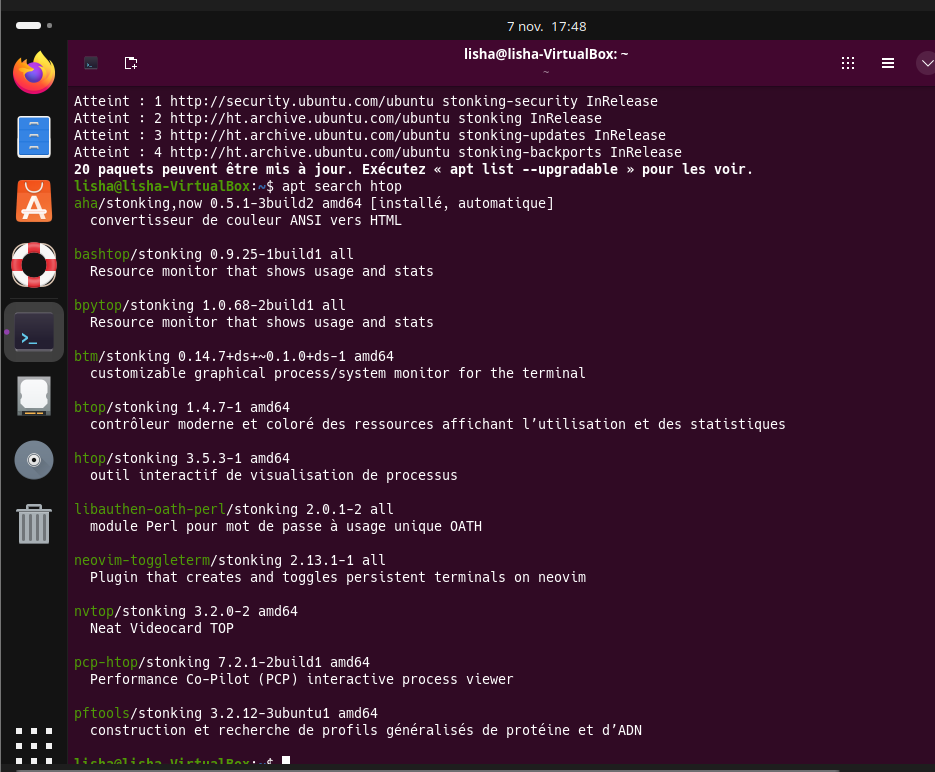 7 nov. 17:48
lisha@lisha-VirtualBox: ~
~
Atteint : 1 http://security.ubuntu.com/ubuntu stonking-security InRelease
Atteint : 2 http://ht.archive.ubuntu.com/ubuntu stonking InRelease
Atteint : 3 http://ht.archive.ubuntu.com/ubuntu stonking-updates InRelease
Atteint : 4 http://ht.archive.ubuntu.com/ubuntu stonking-backports InRelease
20 paquets peuvent être mis à jour. Exécutez « apt list --upgradable » pour les voir.
lisha@lisha-VirtualBox:~$ apt search htop
aha/stonking,now 0.5.1-3build2 amd64 [installé, automatique]
convertisseur de couleur ANSI vers HTML
bashtop/stonking 0.9.25-1build1 all
Resource monitor that shows usage and stats
bpytop/stonking 1.0.68-2build1 all
Resource monitor that shows usage and stats
btm/stonking 0.14.7+ds+~0.1.0+ds-1 amd64
customizable graphical process/system monitor for the terminal
btop/stonking 1.4.7-1 amd64
contrôleur moderne et coloré des ressources affichant l’utilisation et des statistiques
htop/stonking 3.5.3-1 amd64
outil interactif de visualisation de processus
libauthen-oath-perl/stonking 2.0.1-2 all
module Perl pour mot de passe à usage unique OATH
neovim-toggleterm/stonking 2.13.1-1 all
Plugin that creates and toggles persistent terminals on neovim
nvtop/stonking 3.2.0-2 amd64
Neat Videocard TOP
pcp-htop/stonking 7.2.1-2build1 amd64
Performance Co-Pilot (PCP) interactive process viewer
pftools/stonking 3.2.12-3ubuntu1 amd64
construction et recherche de profils généralisés de protéine et d’ADN
lisha@lisha-VirtualBox:~$